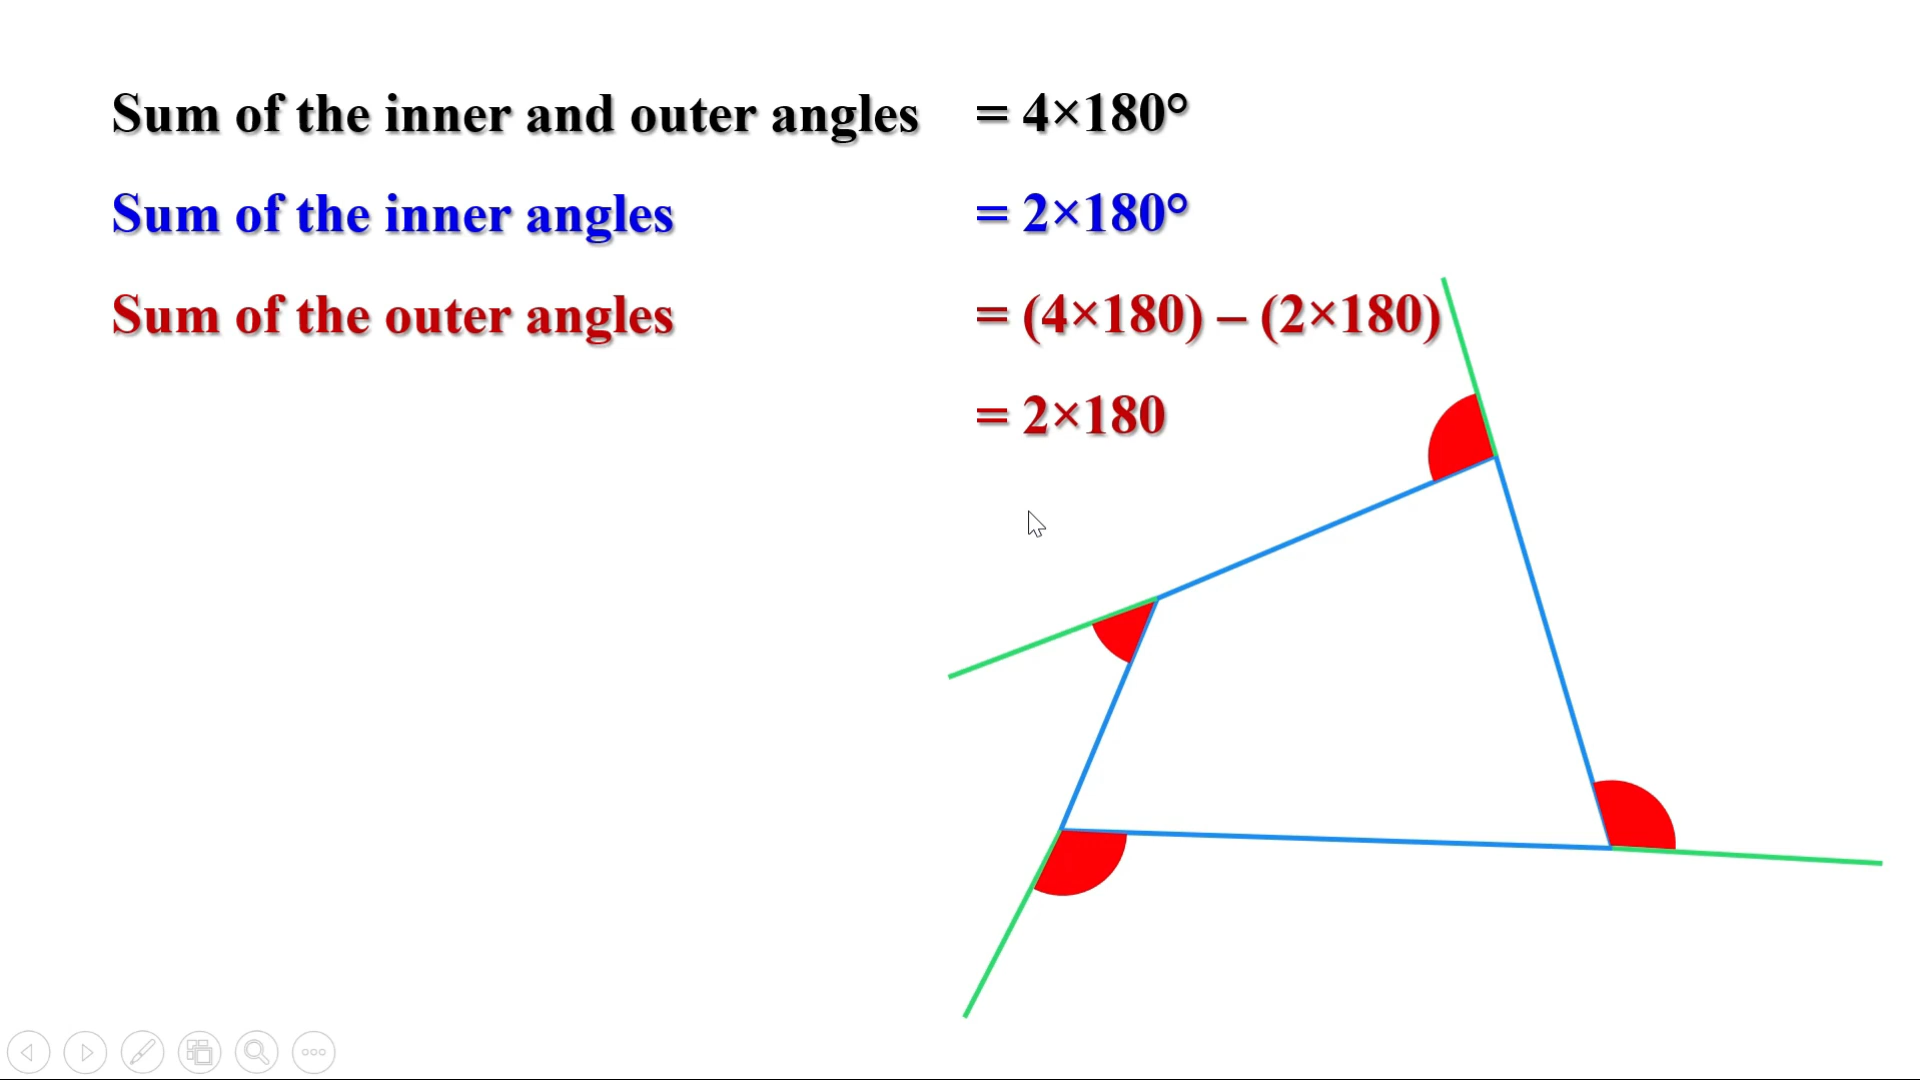 Sum of the inner and outer angles = 4×180°
Sum of the inner angles = 2×180°
Sum of the outer angles = (4×180) – (2×180)
= 2×180